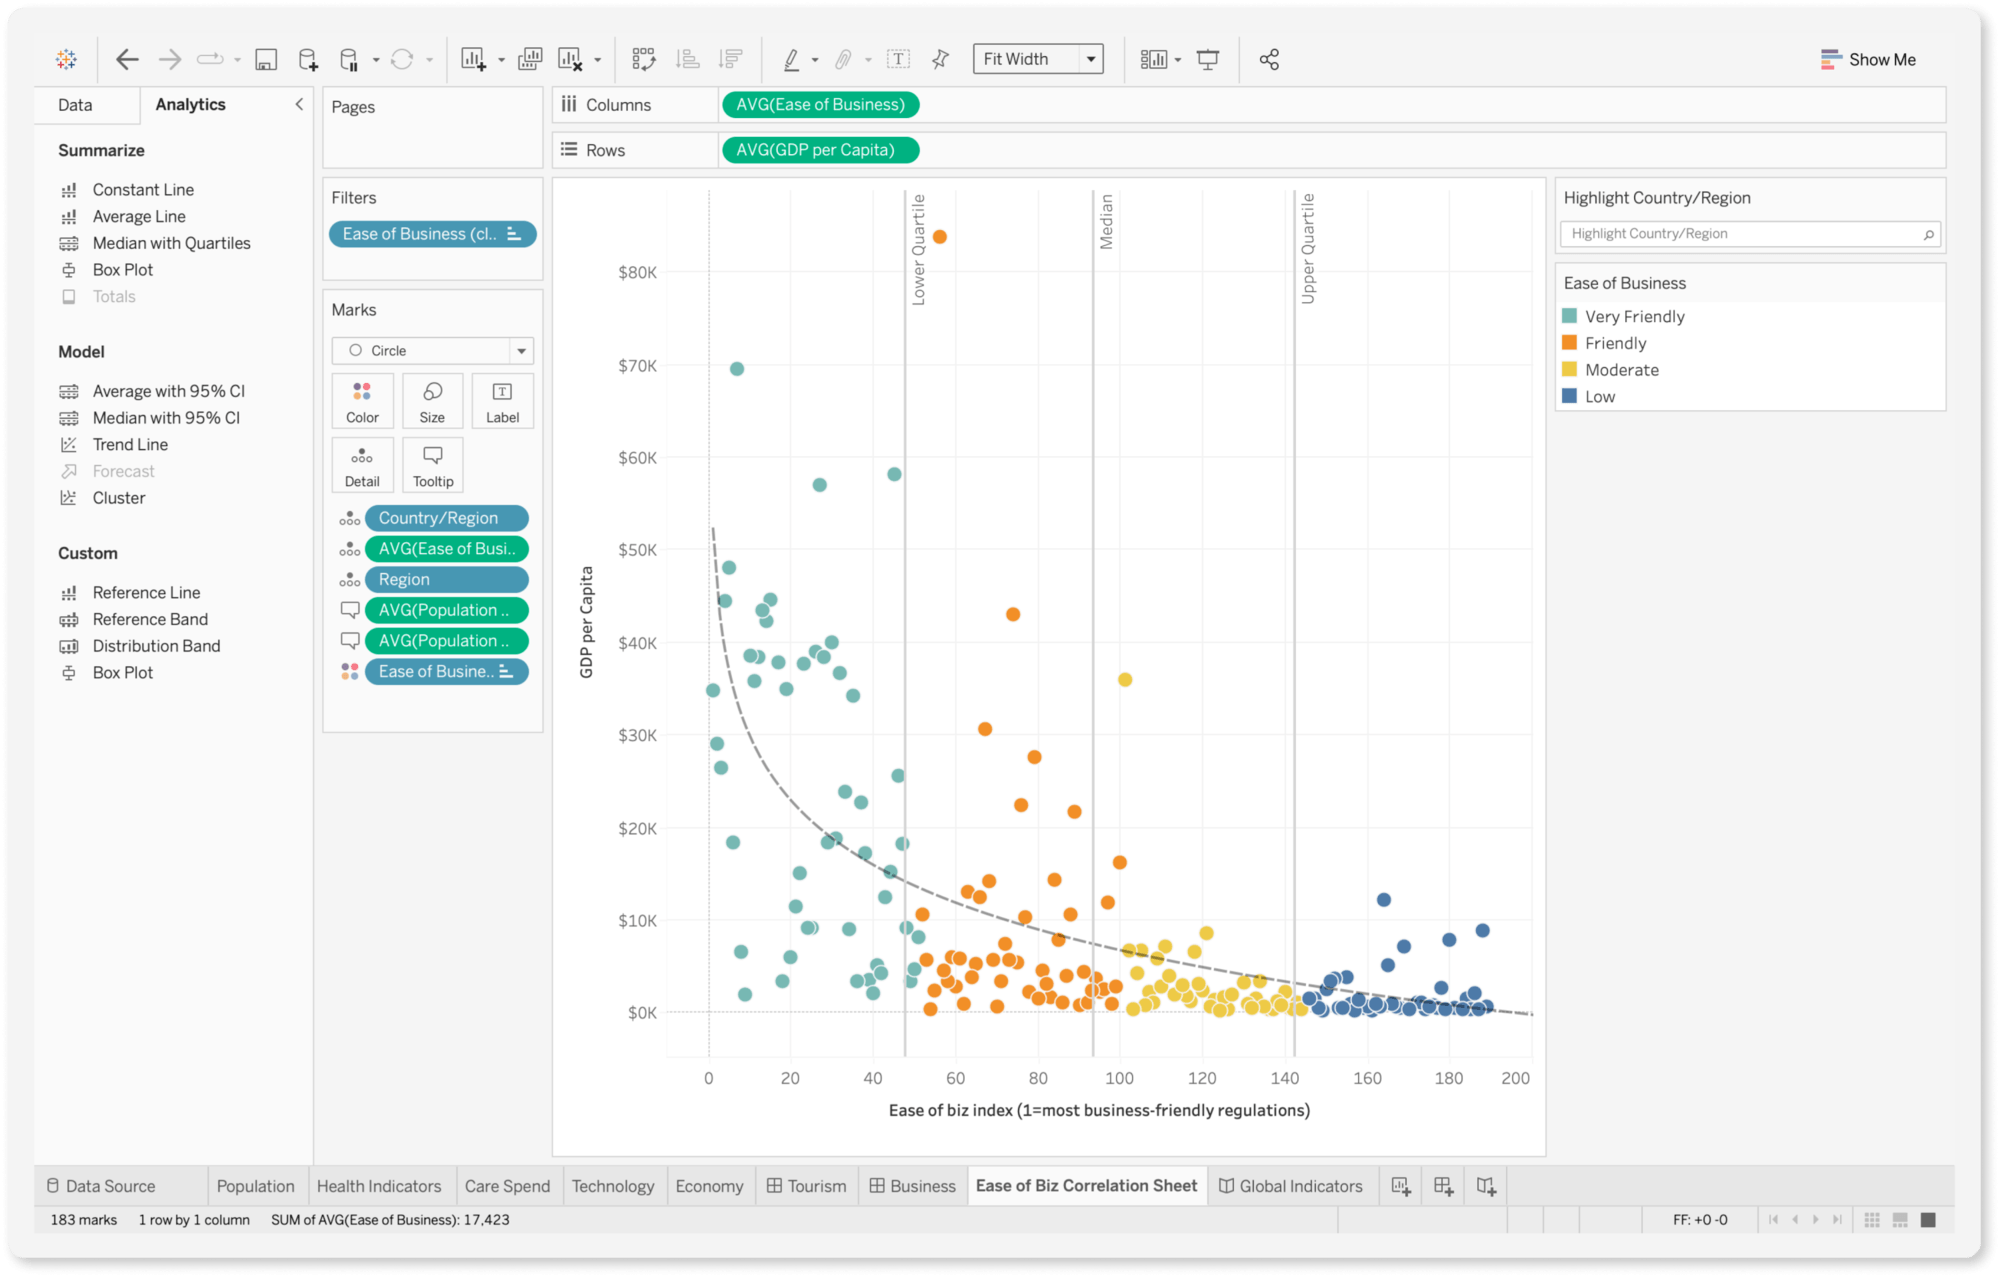 Fit Width
Show Me
Data
Analytics
Summarize
Constant Line
Average Line
Median with Quartiles
Box Plot
Totals
Model
Average with 95% CI
Median with 95% CI
Trend Line
Forecast
Cluster
Custom
Reference Line
Reference Band
Distribution Band
Box Plot
Pages
Filters
Ease of Business (cl..
Marks
Circle
Color
Size
T
Label
Detail
Tooltip
Country/Region
AVG(Ease of Busi..
Region
AVG(Population ..
AVG(Population ..
Ease of Busine..
Columns
AVG(Ease of Business)
Rows
AVG(GDP per Capita)
Lower Quartile
Median
Upper Quartile
GDP per Capita
$80K
$70K
$60K
$50K
$40K
$30K
$20K
$10K
$0K
0 20 40 60 80 100 120 140 160 180 200
Ease of biz index (1=most business-friendly regulations)
Highlight Country/Region
Highlight Country/Region
Ease of Business
Very Friendly
Friendly
Moderate
Low
Data Source
Population
Health Indicators
Care Spend
Technology
Economy
Tourism
Business
Ease of Biz Correlation Sheet
Global Indicators
183 marks
1 row by 1 column
SUM of AVG(Ease of Business): 17,423
FF: +0 -0